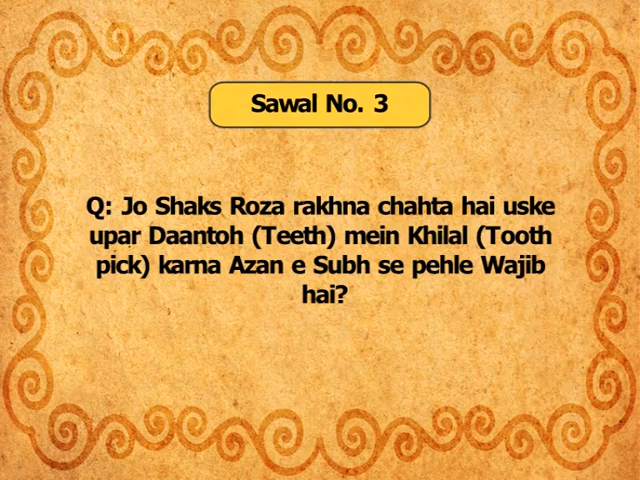 Sawal No. 3
Q: Jo Shaks Roza rakhna chahta hai uske
upar Daantoh (Teeth) mein Khilal (Tooth
pick) karna Azan e Subh se pehle Wajib
hai?